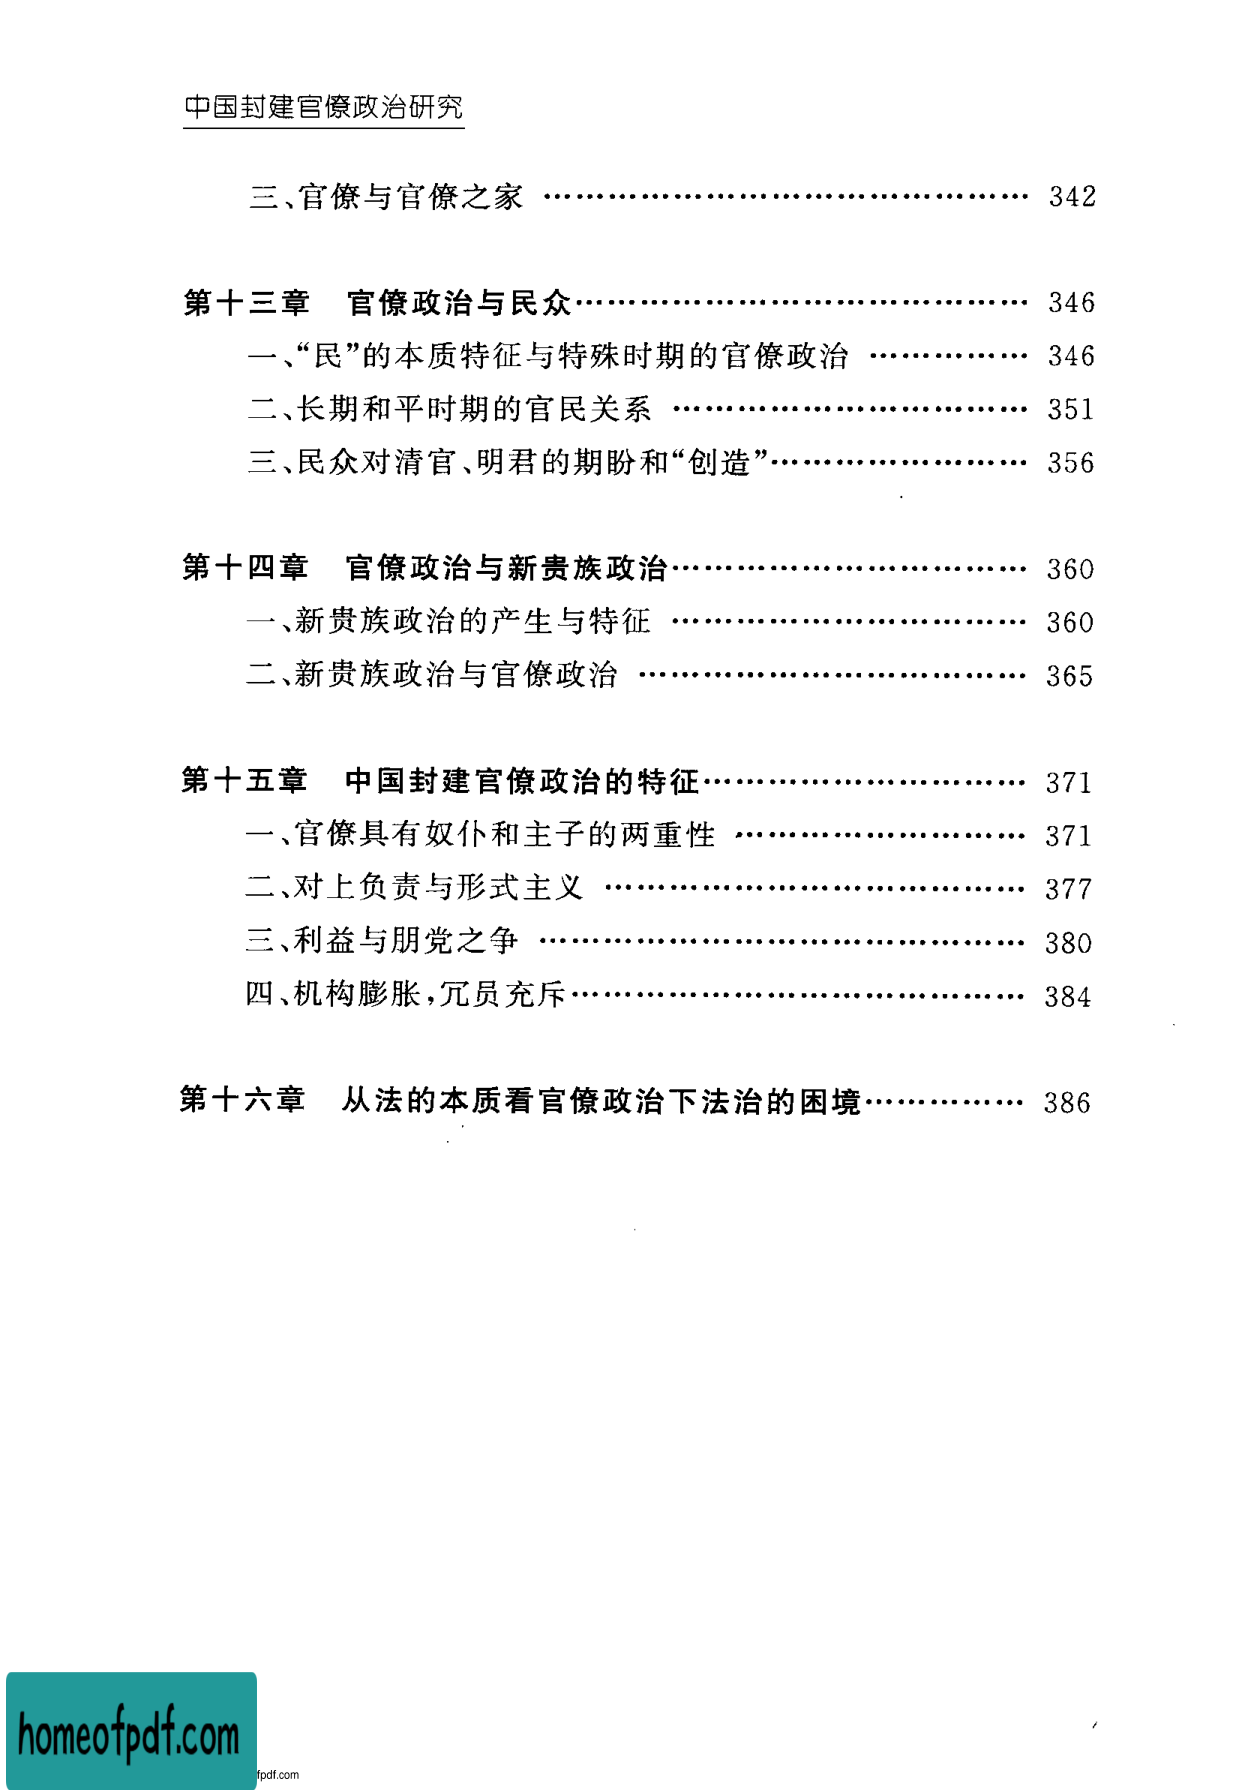 中国封建官僚政治研究
三、官僚与官僚之家 …………………………………… 342
第十三章 官僚政治与民众………………………………… 346
一、“民”的本质特征与特殊时期的官僚政治 ………… 346
二、长期和平时期的官民关系 ………………………… 351
三、民众对清官、明君的期盼和“创造”………………… 356
第十四章 官僚政治与新贵族政治………………………… 360
一、新贵族政治的产生与特征 ………………………… 360
二、新贵族政治与官僚政治 …………………………… 365
第十五章 中国封建官僚政治的特征……………………… 371
一、官僚具有奴仆和主子的两重性 …………………… 371
二、对上负责与形式主义 ……………………………… 377
三、利益与朋党之争 …………………………………… 380
四、机构膨胀,冗员充斥………………………………… 384
第十六章 从法的本质看官僚政治下法治的困境………… 386
homeofpdf.com
fpdf.com